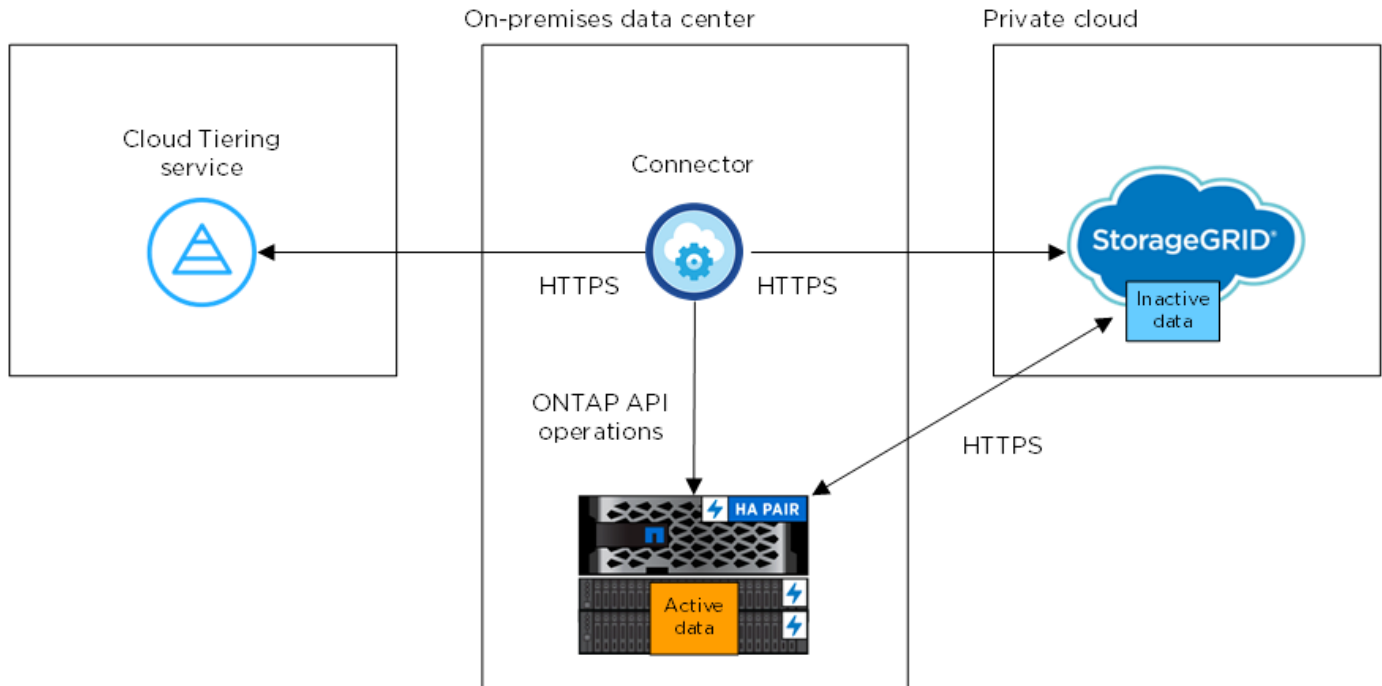 On-premises data center
Private cloud
Cloud Tiering
service
Connector
StorageGRID®
HTTPS
HTTPS
Inactive
data
ONTAP API
operations
HTTPS
HA PAIR
Active
data